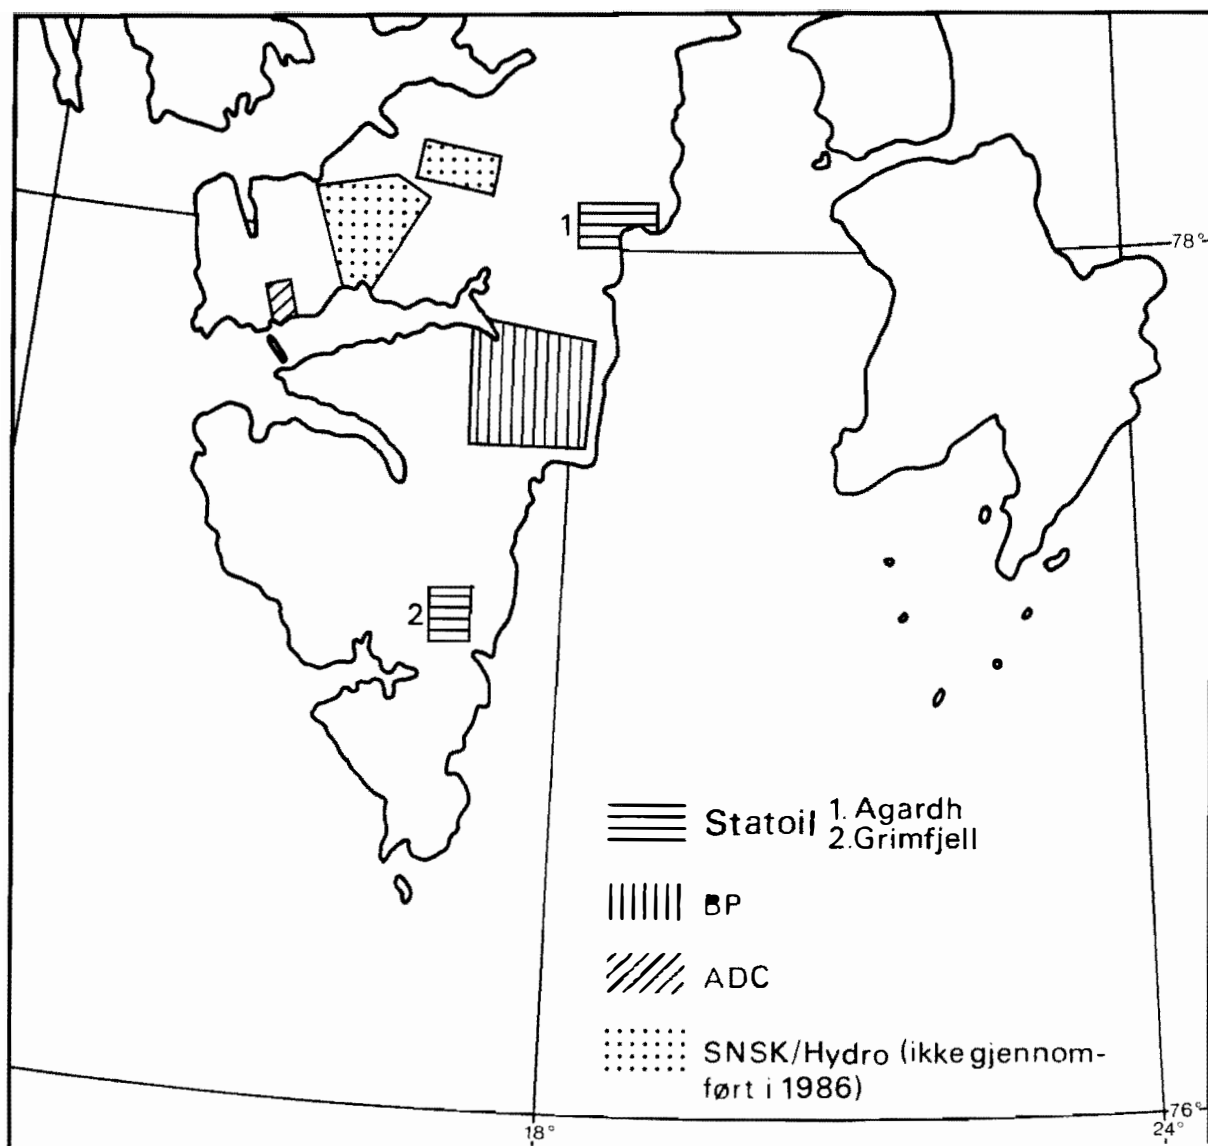 1
78°
2
Statoil 1. Agardh
2.Grimfjell
BP
ADC
SNSK/Hydro (ikke gjennom-
ført i 1986)
76°
18°
24°